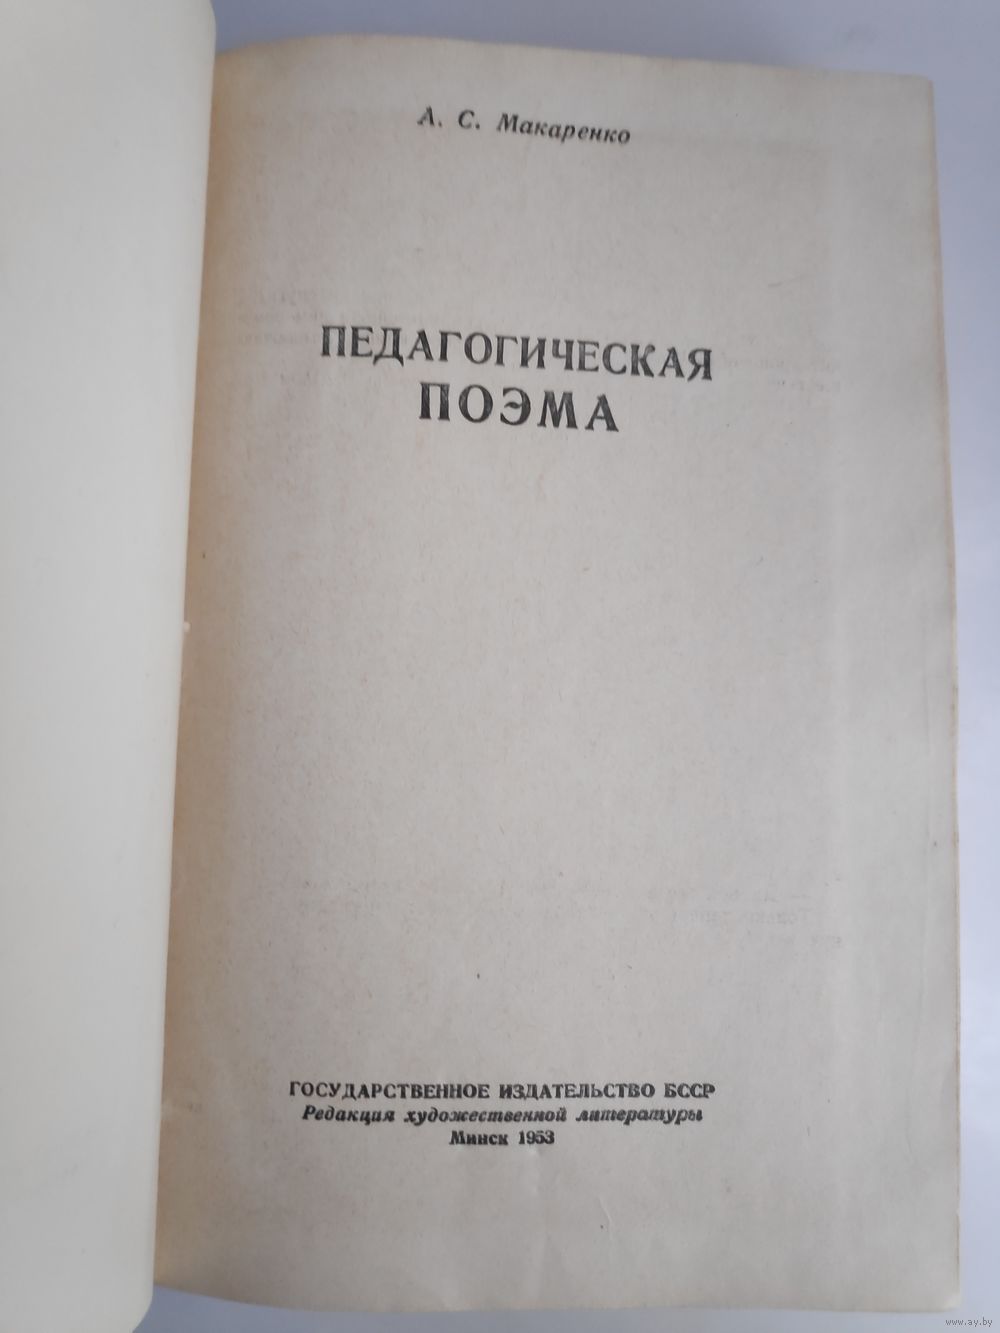 А. С. Макаренко
ПЕДАГОГИЧЕСКАЯ
ПОЭМА
ГОСУДАРСТВЕННОЕ ИЗДАТЕЛЬСТВО БССР
Редакция художественной литературы
Минск 1953
www.ay.by